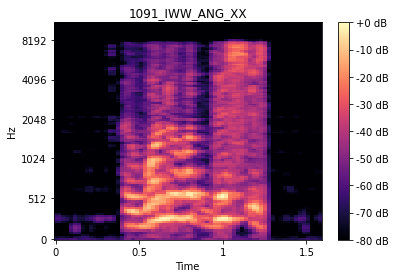 1091_IWW_ANG_XX
8192
4096
2048
1024
512
0
Hz
0
0.5
1
1.5
Time
+0 dB
-10 dB
-20 dB
-30 dB
-40 dB
-50 dB
-60 dB
-70 dB
-80 dB